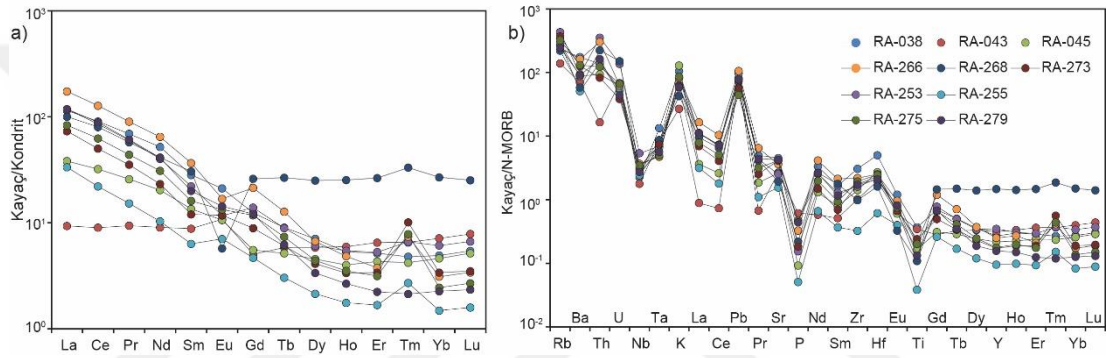 a)
10³
10²
10¹
10⁰
Kayaç/Kondrit
La Ce Pr Nd Sm Eu Gd Tb Dy Ho Er Tm Yb Lu
b)
10³
10²
10¹
10⁰
10⁻¹
10⁻²
Kayaç/N-MORB
RA-038 RA-043 RA-045
RA-266 RA-268 RA-273
RA-253 RA-255
RA-275 RA-279
Ba Th U Nb Ta K La Ce Pb Pr Sr P Nd Sm Zr Hf Eu Ti Gd Tb Dy Y Ho Er Tm Yb Lu
Rb